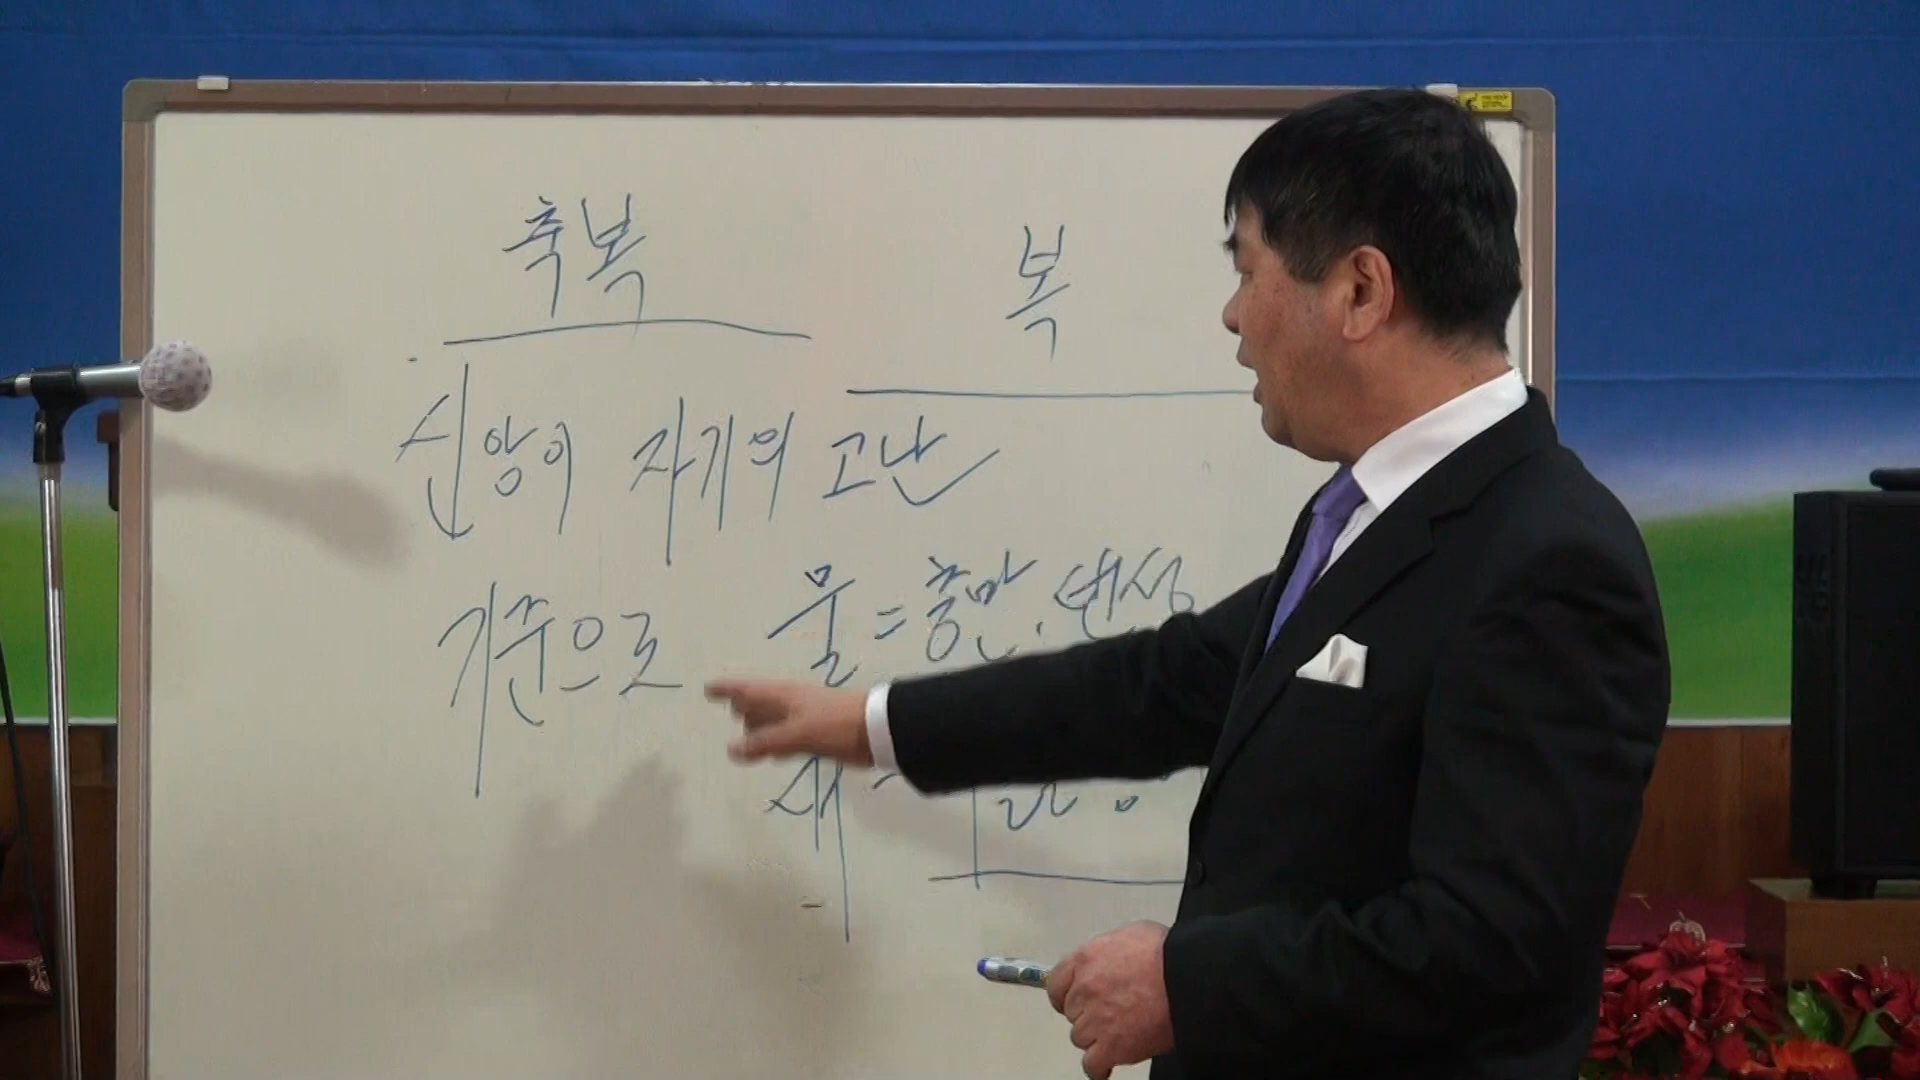 축복
복
신앙이 자기의 고난
기준으로
물 = 충만. 번성
새